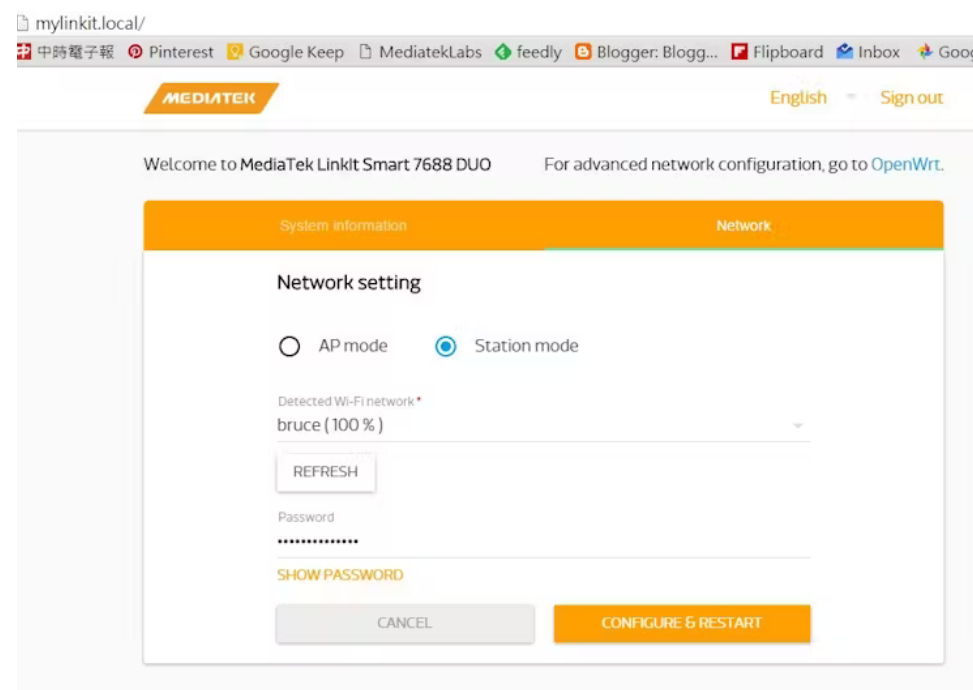 mylinkit.local/
中時電子報 Pinterest Google Keep MediatekLabs feedly Blogger: Blogg... Flipboard Inbox Goog
MEDIATEK English Sign out
Welcome to MediaTek LinkIt Smart 7688 DUO For advanced network configuration, go to OpenWrt.
System information Network
Network setting
AP mode Station mode
Detected Wi-Fi network*
bruce ( 100 % )
REFRESH
Password
••••••••••••••
SHOW PASSWORD
CANCEL CONFIGURE & RESTART